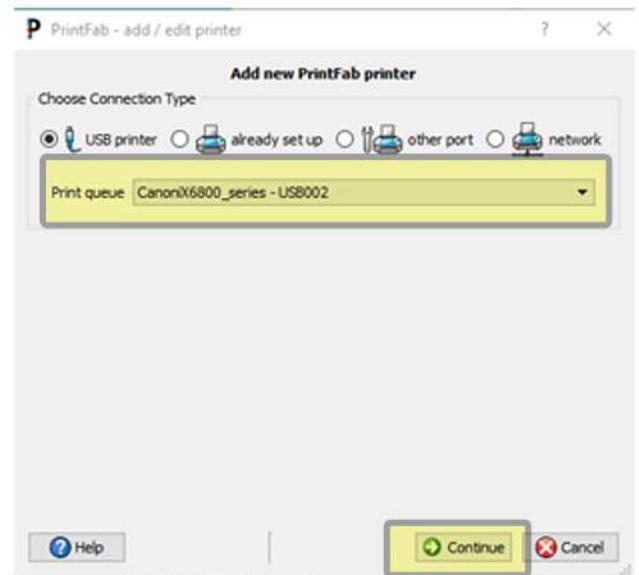 PrintFab - add / edit printer
Add new PrintFab printer
Choose Connection Type
USB printer already set up other port network
Print queue CanoniX6800_series - USB002
Help Continue Cancel